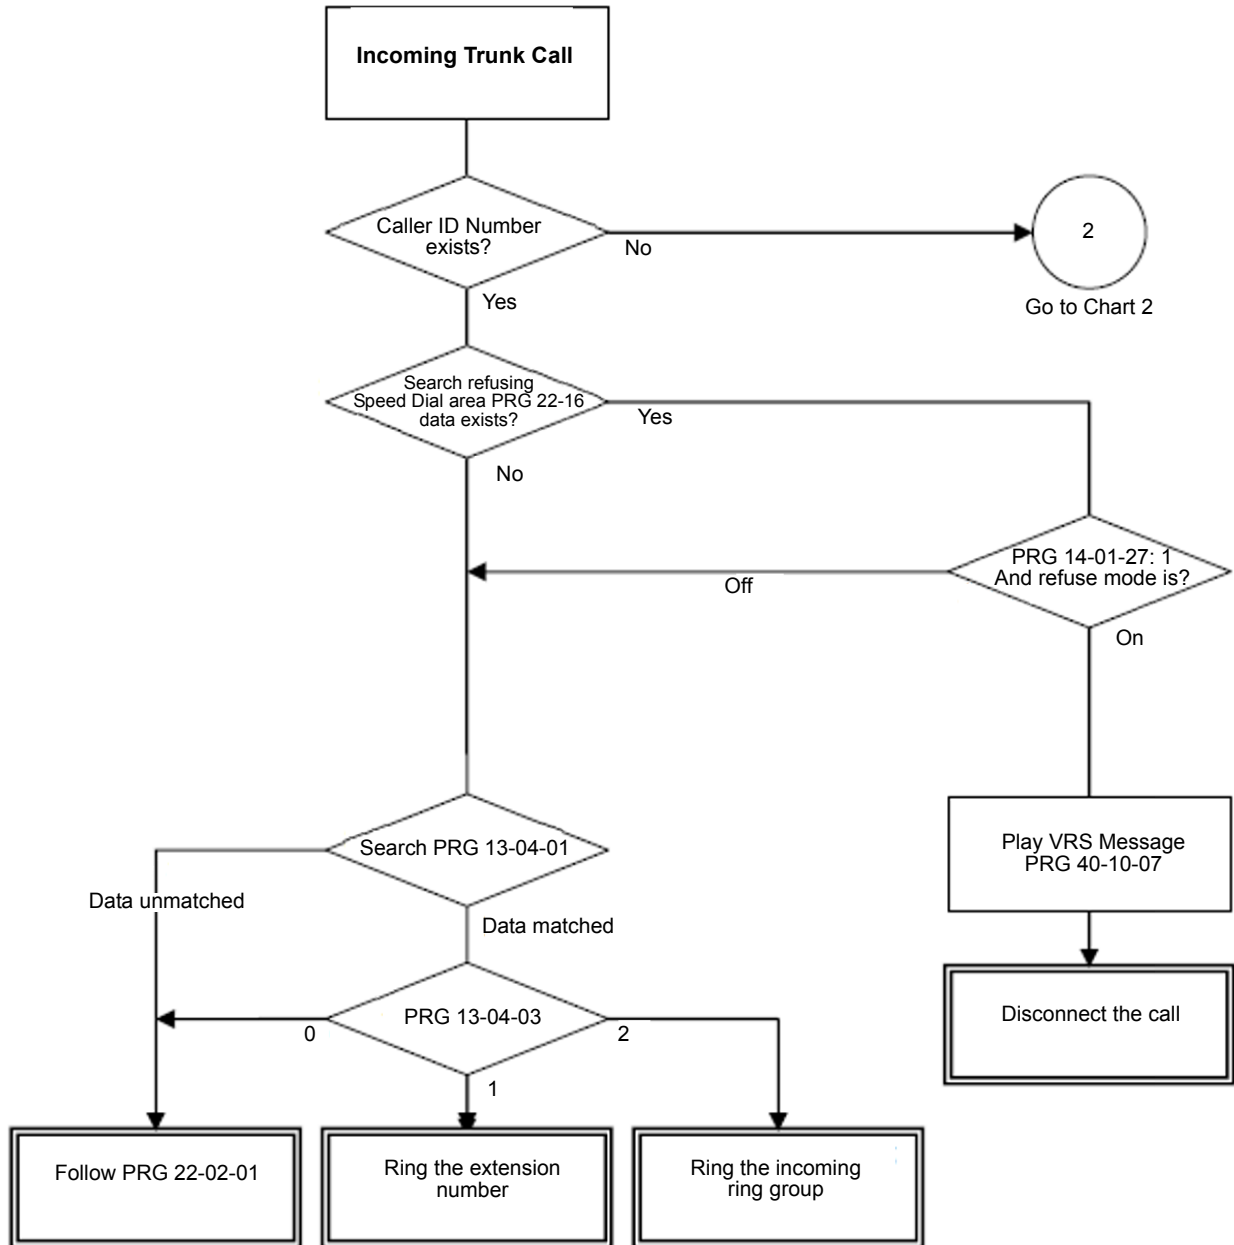 Incoming Trunk Call
Caller ID Number
exists?
No
2
Go to Chart 2
Yes
Search refusing
Speed Dial area PRG 22-16
data exists?
Yes
No
PRG 14-01-27: 1
And refuse mode is?
Off
On
Search PRG 13-04-01
Play VRS Message
PRG 40-10-07
Data unmatched
Data matched
PRG 13-04-03
0
2
1
Disconnect the call
Follow PRG 22-02-01
Ring the extension
number
Ring the incoming
ring group